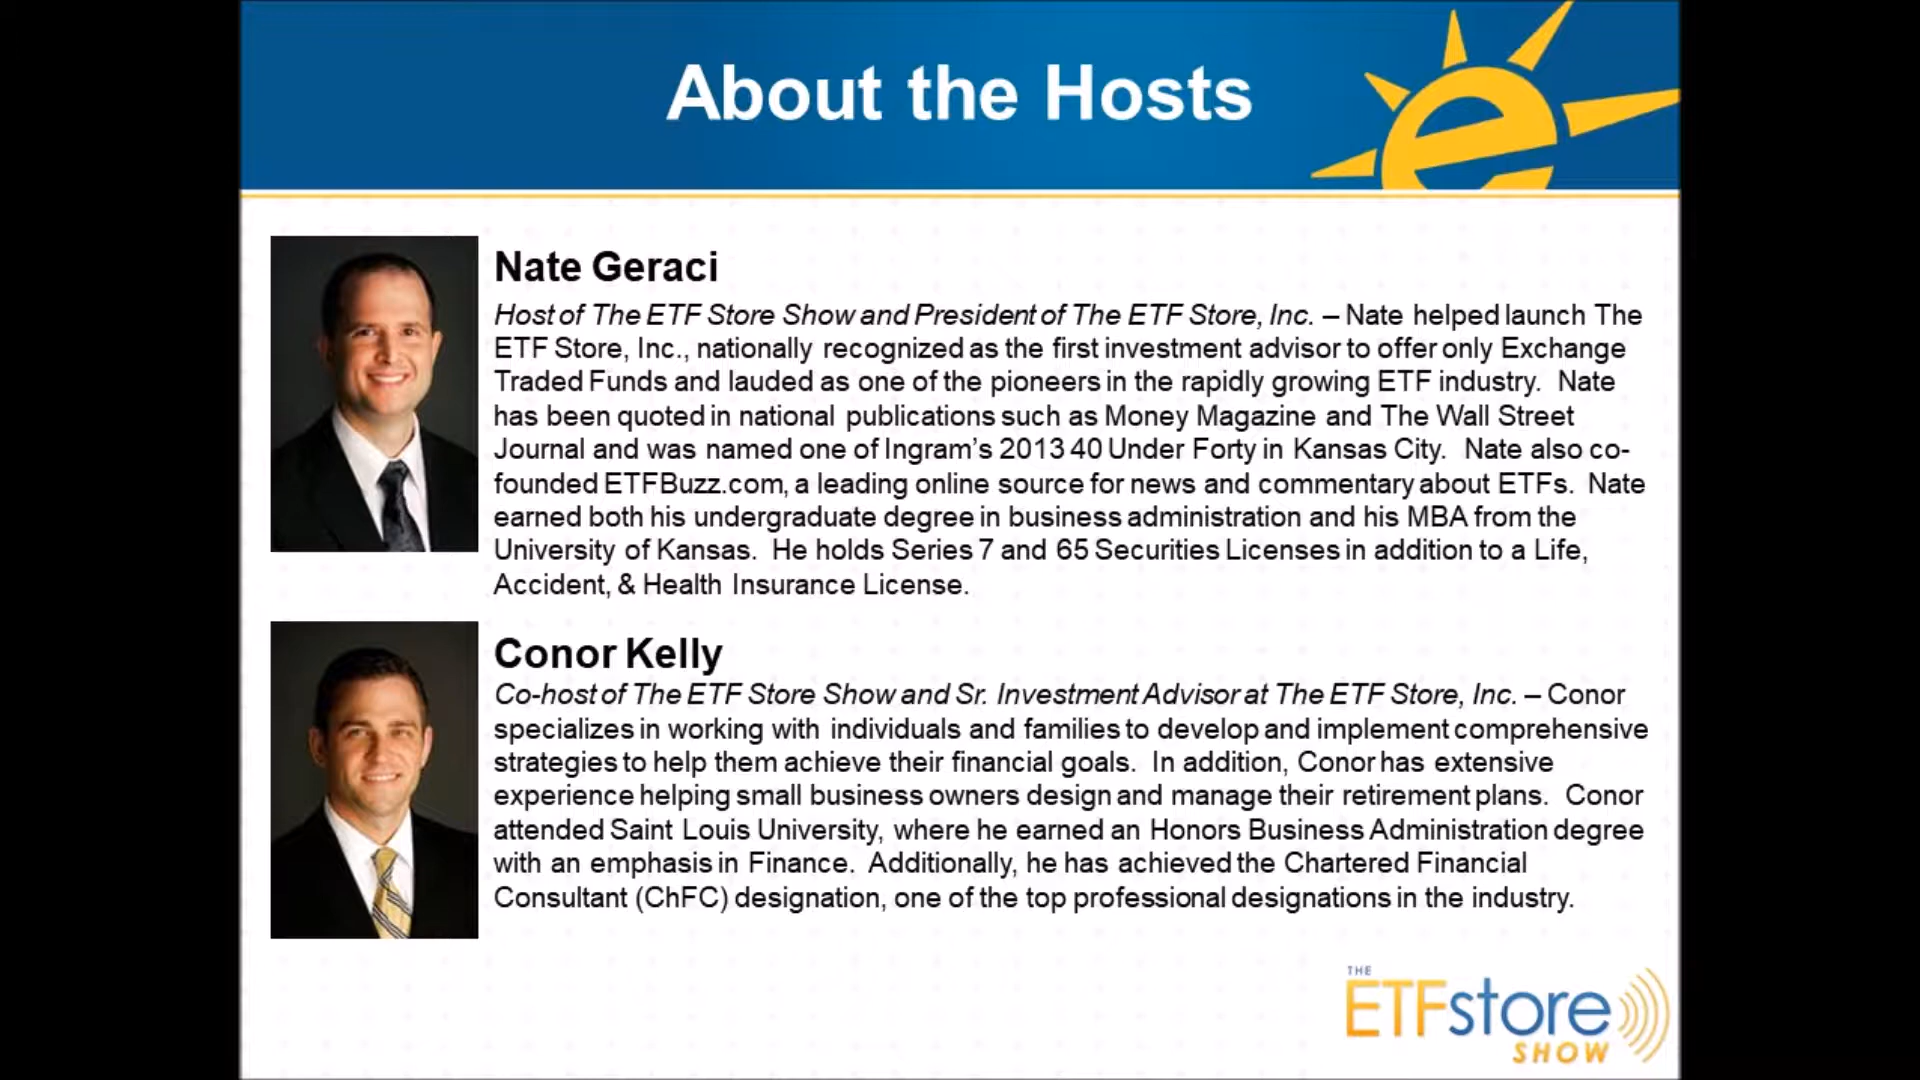 About the Hosts
Nate Geraci
Host of The ETF Store Show and President of The ETF Store, Inc. – Nate helped launch The
ETF Store, Inc., nationally recognized as the first investment advisor to offer only Exchange
Traded Funds and lauded as one of the pioneers in the rapidly growing ETF industry.  Nate
has been quoted in national publications such as Money Magazine and The Wall Street
Journal and was named one of Ingram’s 2013 40 Under Forty in Kansas City.  Nate also co-
founded ETFBuzz.com, a leading online source for news and commentary about ETFs.  Nate
earned both his undergraduate degree in business administration and his MBA from the
University of Kansas.  He holds Series 7 and 65 Securities Licenses in addition to a Life,
Accident, & Health Insurance License.
Conor Kelly
Co-host of The ETF Store Show and Sr. Investment Advisor at The ETF Store, Inc. – Conor
specializes in working with individuals and families to develop and implement comprehensive
strategies to help them achieve their financial goals.  In addition, Conor has extensive
experience helping small business owners design and manage their retirement plans.  Conor
attended Saint Louis University, where he earned an Honors Business Administration degree
with an emphasis in Finance.  Additionally, he has achieved the Chartered Financial
Consultant (ChFC) designation, one of the top professional designations in the industry.
THE
ETFstore
SHOW